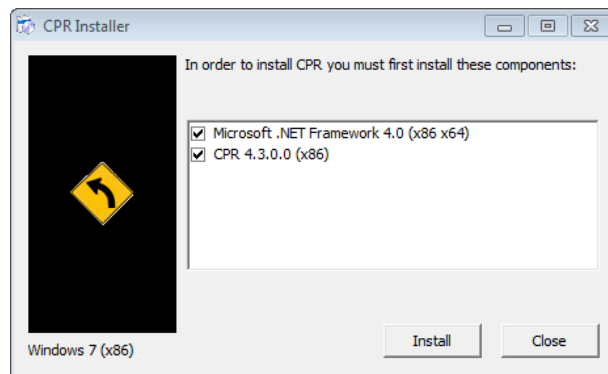 CPR Installer
In order to install CPR you must first install these components:
Microsoft .NET Framework 4.0 (x86 x64)
CPR 4.3.0.0 (x86)
Windows 7 (x86)
Install
Close